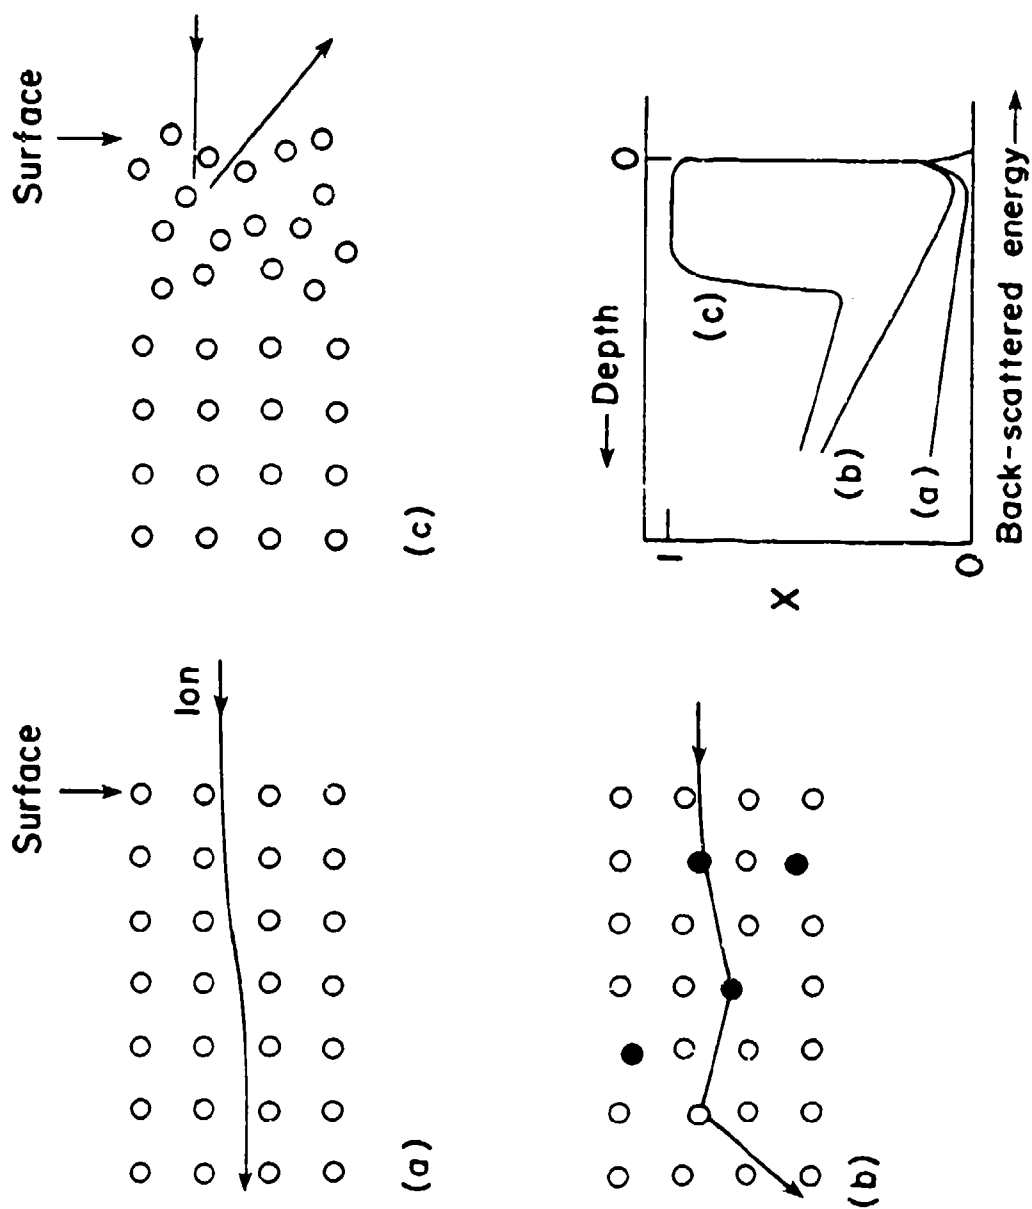 Surface
Ion
(a)
Surface
(c)
(b)
← Depth
0
1
X
0
(c)
(b)
(a)
Back-scattered energy →